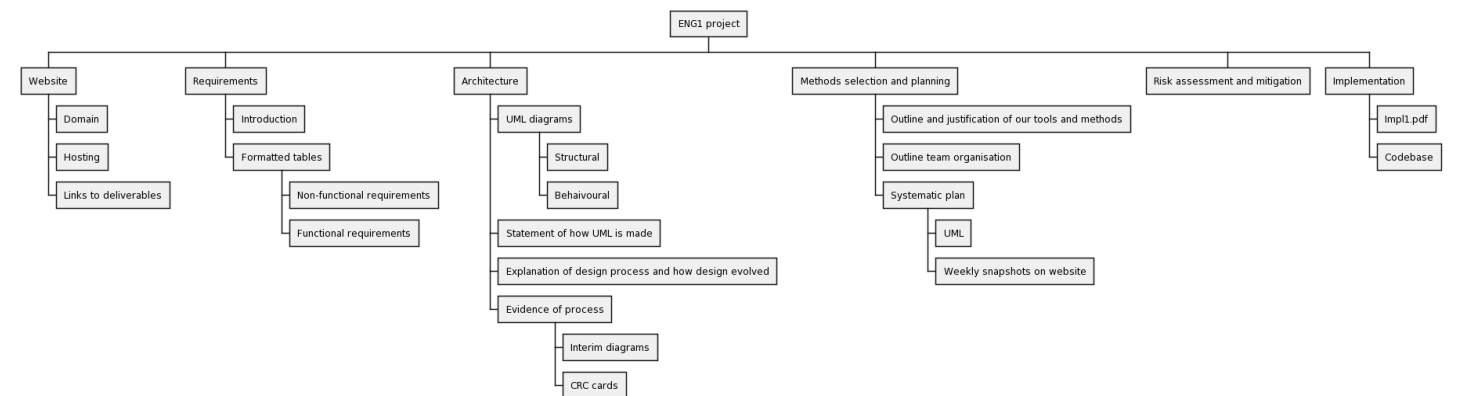 ENG1 project
Website
Domain
Hosting
Links to deliverables
Requirements
Introduction
Formatted tables
Non-functional requirements
Functional requirements
Architecture
UML diagrams
Structural
Behaivoural
Statement of how UML is made
Explanation of design process and how design evolved
Evidence of process
Interim diagrams
CRC cards
Methods selection and planning
Outline and justification of our tools and methods
Outline team organisation
Systematic plan
UML
Weekly snapshots on website
Risk assessment and mitigation
Implementation
Impl1.pdf
Codebase